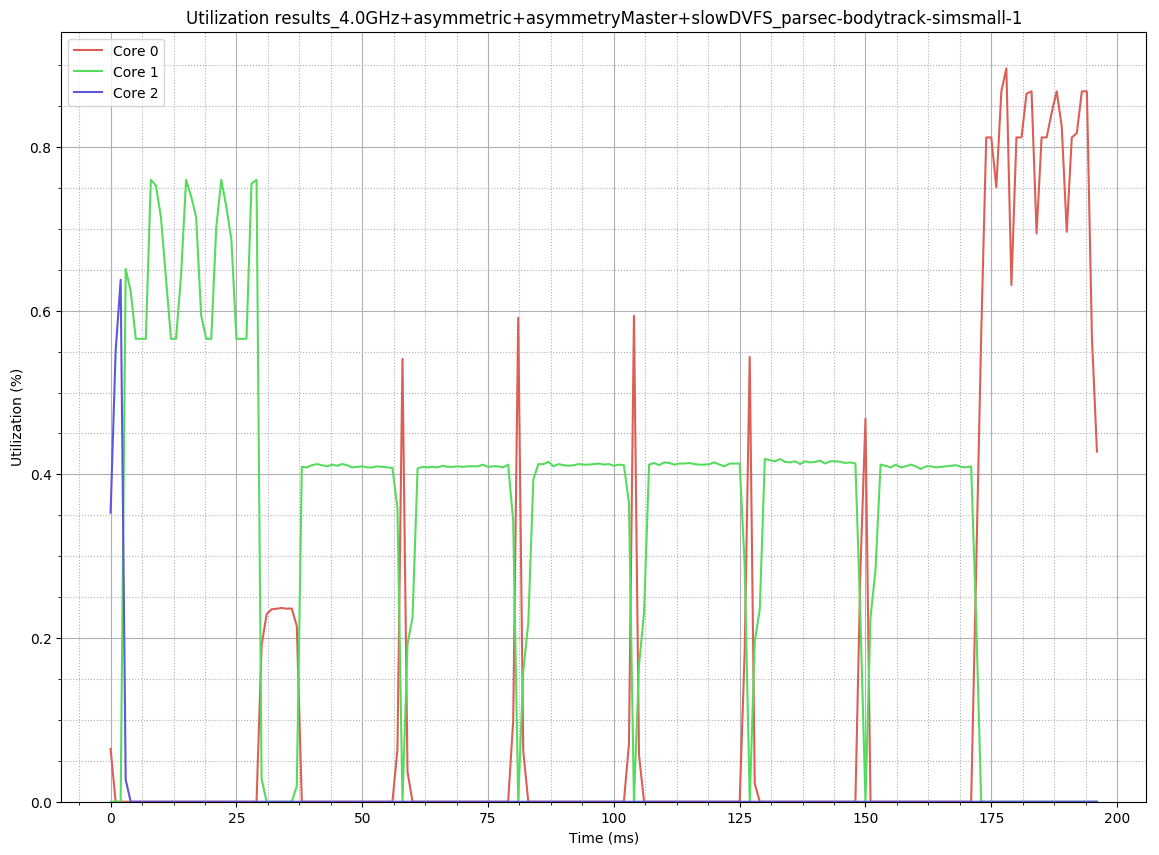 Utilization results_4.0GHz+asymmetric+asymmetryMaster+slowDVFS_parsec-bodytrack-simsmall-1
Core 0
Core 1
Core 2
Utilization (%)
0.8
0.6
0.4
0.2
0.0
0 25 50 75 100 125 150 175 200
Time (ms)